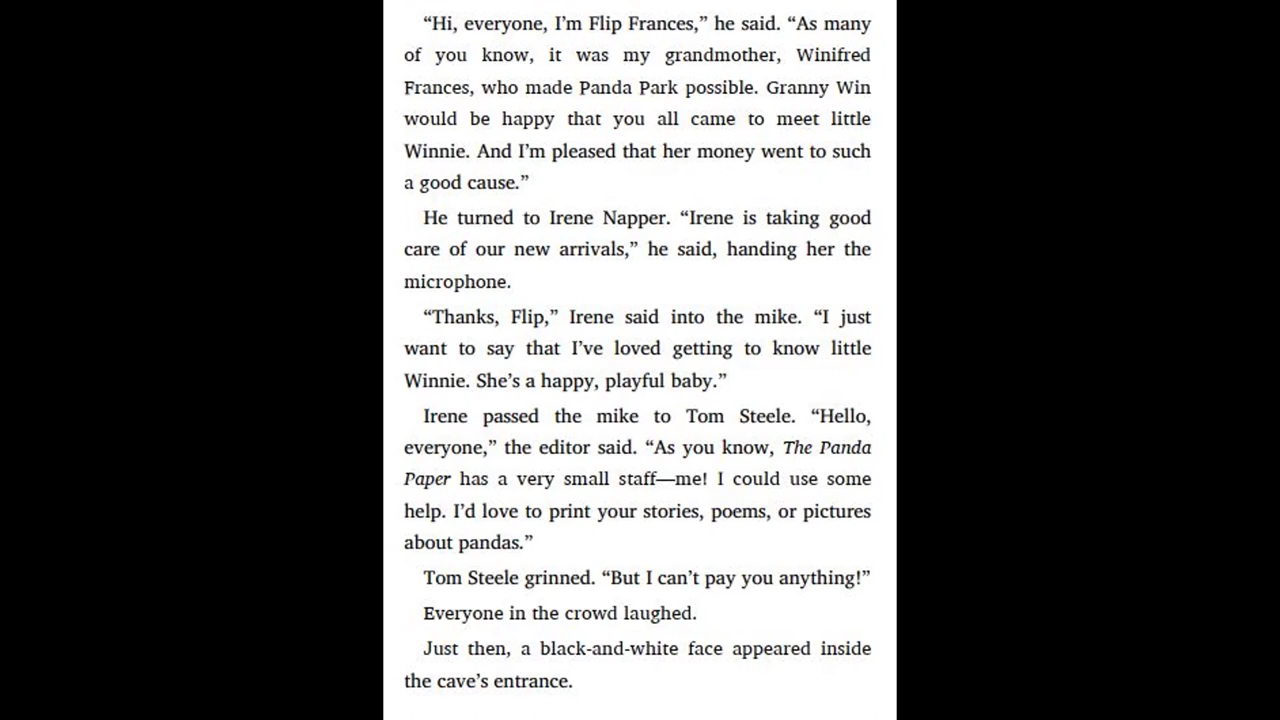 “Hi, everyone, I’m Flip Frances,” he said. “As many
of you know, it was my grandmother, Winifred
Frances, who made Panda Park possible. Granny Win
would be happy that you all came to meet little
Winnie. And I’m pleased that her money went to such
a good cause.”
He turned to Irene Napper. “Irene is taking good
care of our new arrivals,” he said, handing her the
microphone.
“Thanks, Flip,” Irene said into the mike. “I just
want to say that I’ve loved getting to know little
Winnie. She’s a happy, playful baby.”
Irene passed the mike to Tom Steele. “Hello,
everyone,” the editor said. “As you know, The Panda
Paper has a very small staff—me! I could use some
help. I’d love to print your stories, poems, or pictures
about pandas.”
Tom Steele grinned. “But I can’t pay you anything!”
Everyone in the crowd laughed.
Just then, a black-and-white face appeared inside
the cave’s entrance.